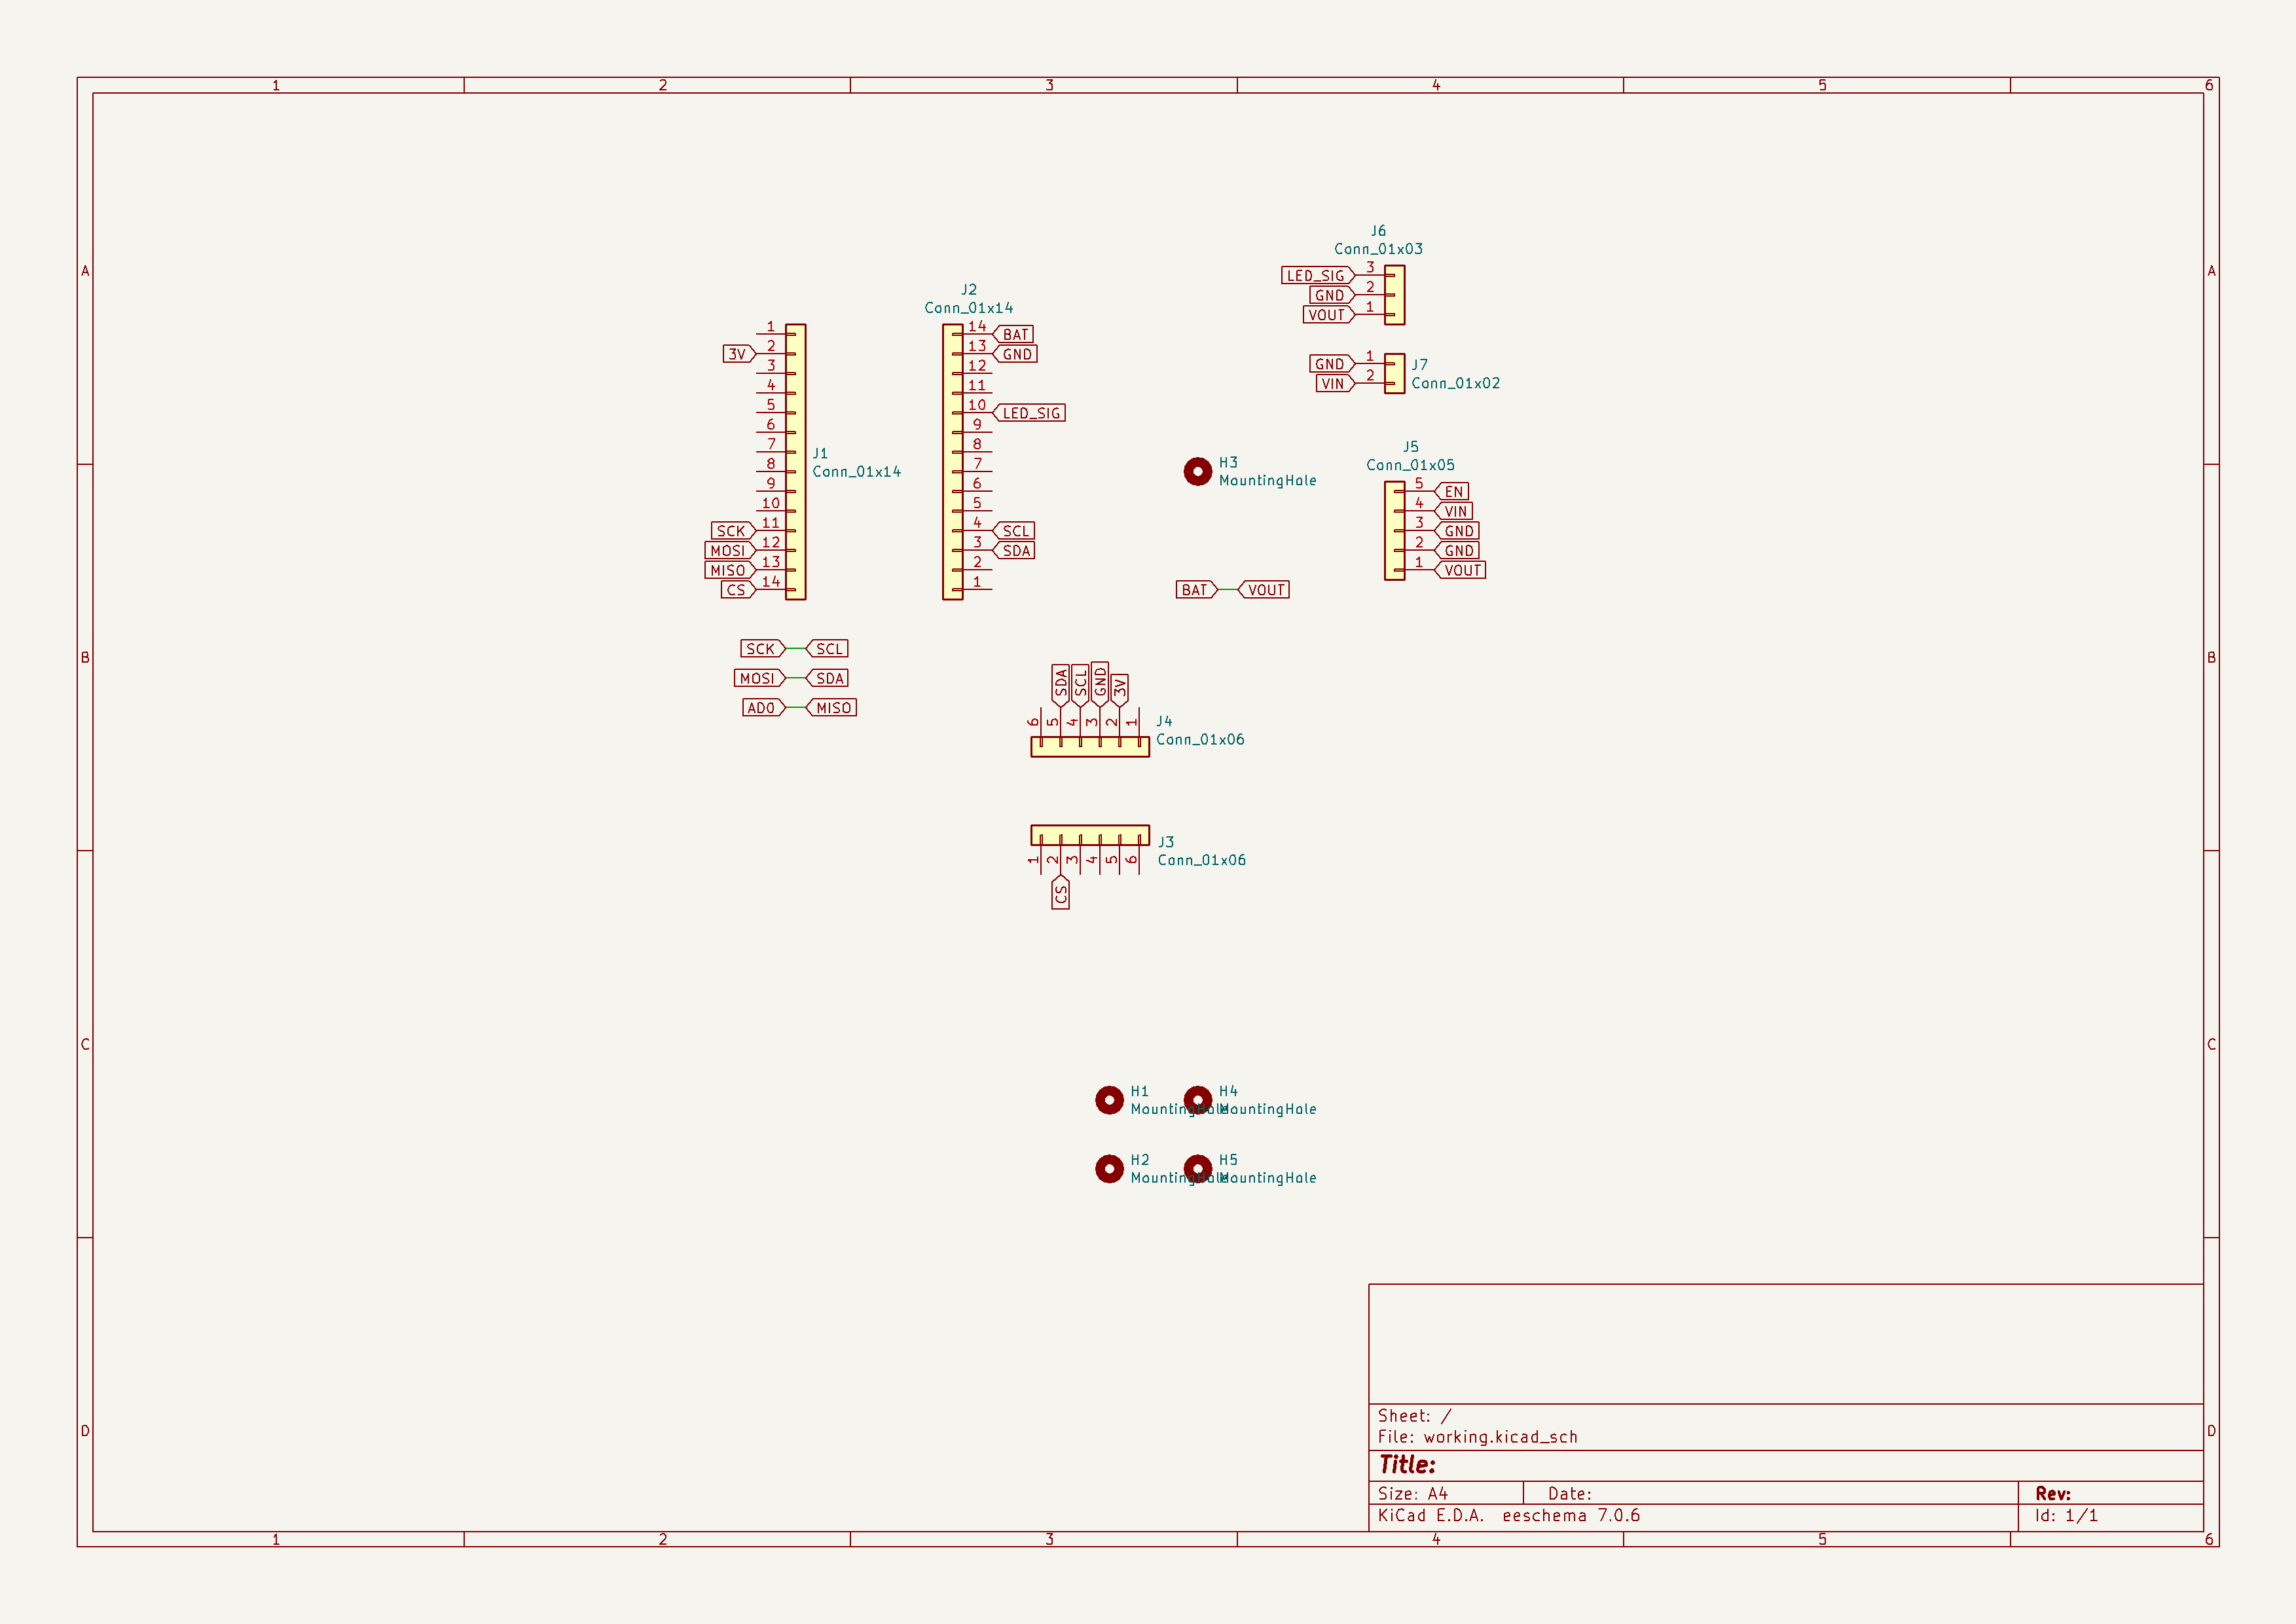 1 2 3 4 5 6
A A
B B
C C
D D
J6
Conn_01x03
LED_SIG 3
GND 2
VOUT 1
GND 1
VIN 2
J7
Conn_01x02
J5
Conn_01x05
5 EN
4 VIN
3 GND
2 GND
1 VOUT
1
3V 2
3
4
5
6
7
8
9
10
SCK 11
MOSI 12
MISO 13
CS 14
J1
Conn_01x14
J2
Conn_01x14
14 BAT
13 GND
12
11
10 LED_SIG
9
8
7
6
5
4 SCL
3 SDA
2
1
H3
MountingHole
BAT VOUT
SCK SCL
MOSI SDA
AD0 MISO
SDA SCL GND 3V
6 5 4 3 2 1
J4
Conn_01x06
J3
Conn_01x06
1 2 3 4 5 6
CS
H1
MountingHole
H4
MountingHole
H2
MountingHole
H5
MountingHole
Sheet: /
File: working.kicad_sch
Title:
Size: A4 Date: Rev:
KiCad E.D.A. eeschema 7.0.6 Id: 1/1
1 2 3 4 5 6